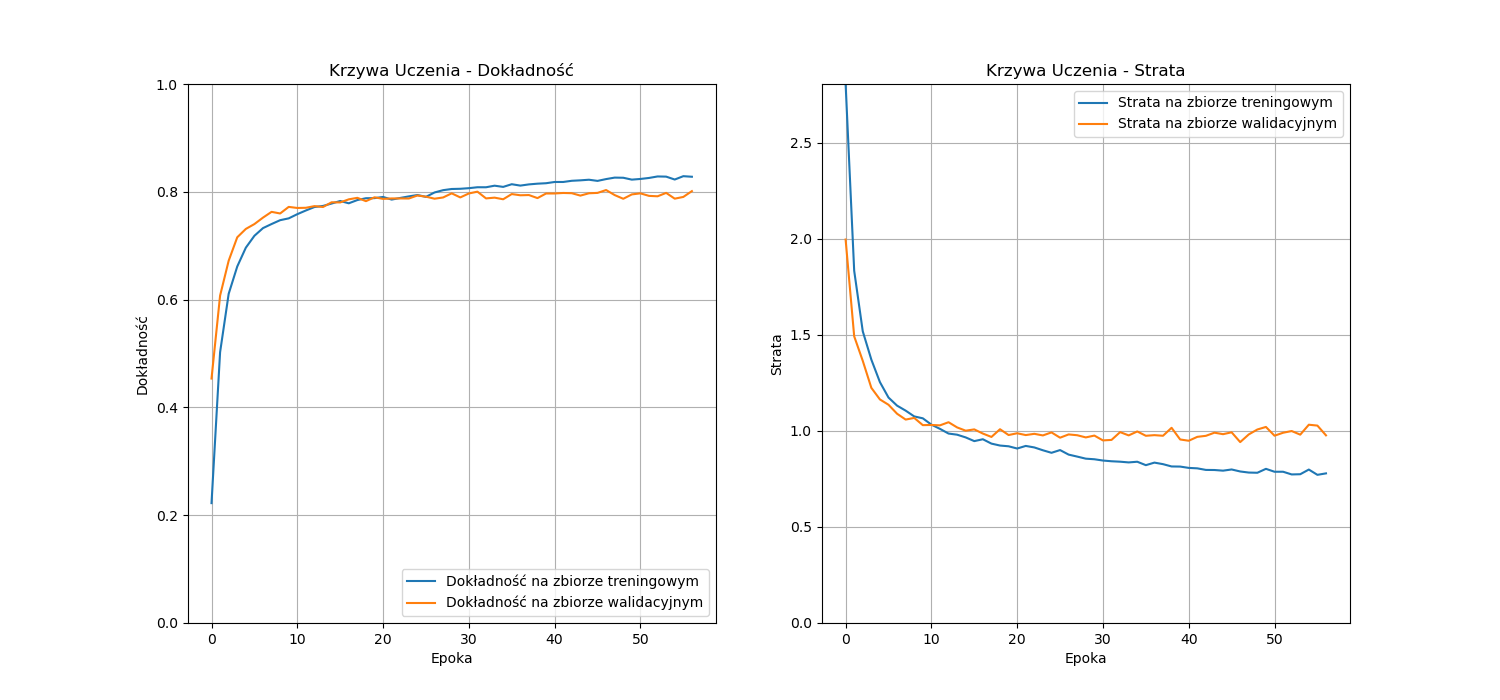 Krzywa Uczenia - Dokładność
1.0
0.8
0.6
0.4
0.2
0.0
Dokładność
0 10 20 30 40 50
Epoka
Dokładność na zbiorze treningowym
Dokładność na zbiorze walidacyjnym
Krzywa Uczenia - Strata
2.5
2.0
1.5
1.0
0.5
0.0
Strata
0 10 20 30 40 50
Epoka
Strata na zbiorze treningowym
Strata na zbiorze walidacyjnym